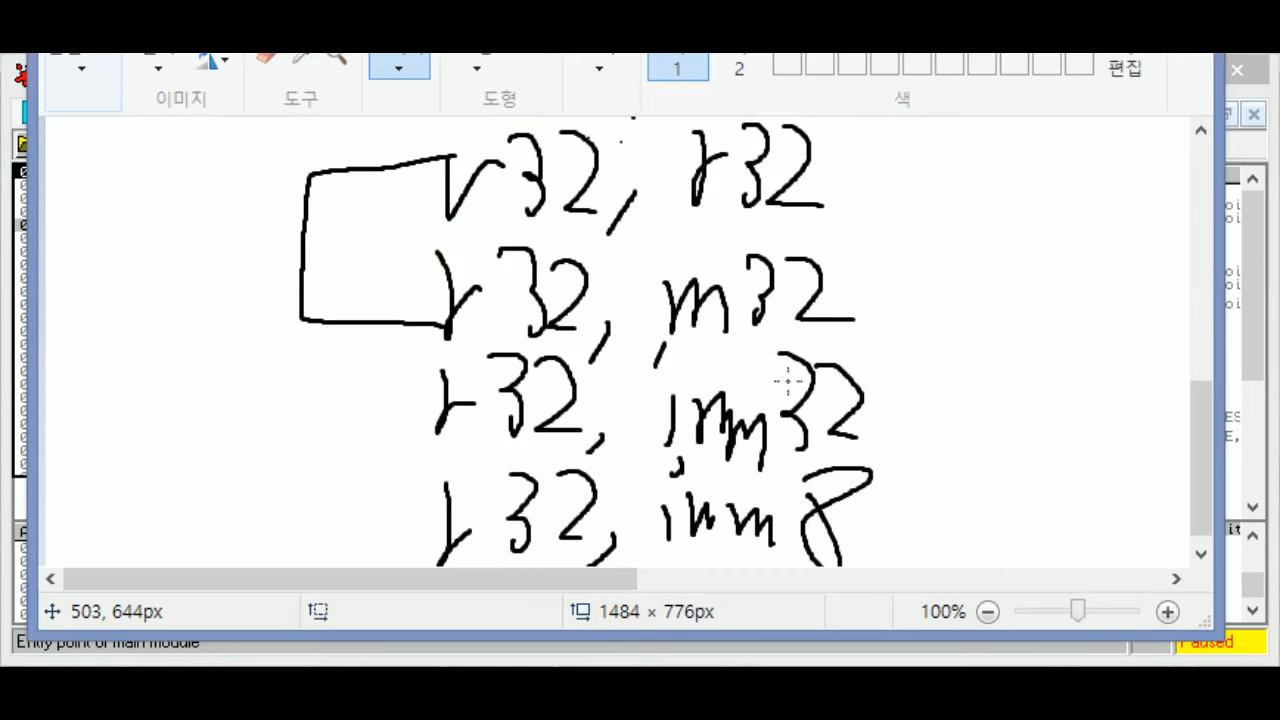 1
2
편집
이미지
도구
도형
색
r32, r32
r32, m32
r32, imm32
r32, imm8
503, 644px
1484 × 776px
100%
Entry point of main module
Paused